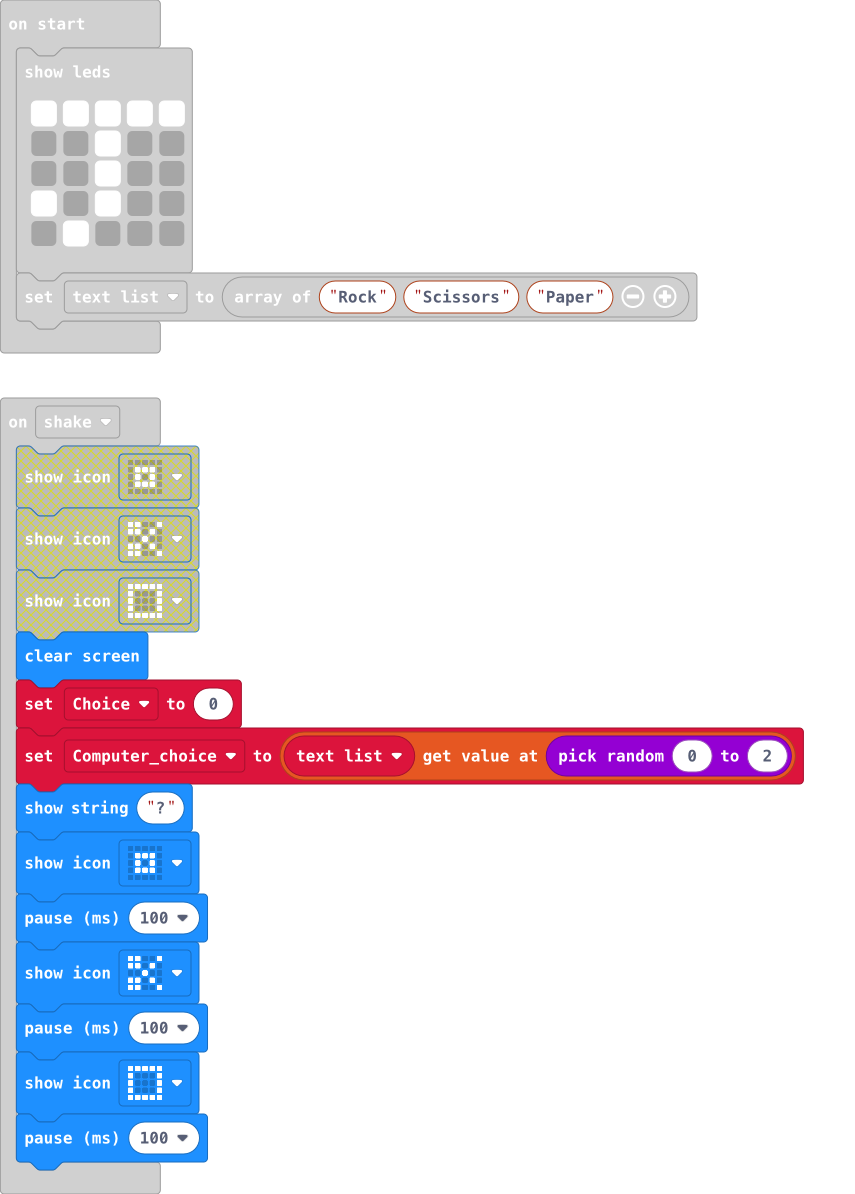 on start
show leds
set text list to array of "Rock" "Scissors" "Paper"
on shake
show icon
show icon
show icon
clear screen
set Choice to 0
set Computer_choice to text list get value at pick random 0 to 2
show string "?"
show icon
pause (ms) 100
show icon
pause (ms) 100
show icon
pause (ms) 100